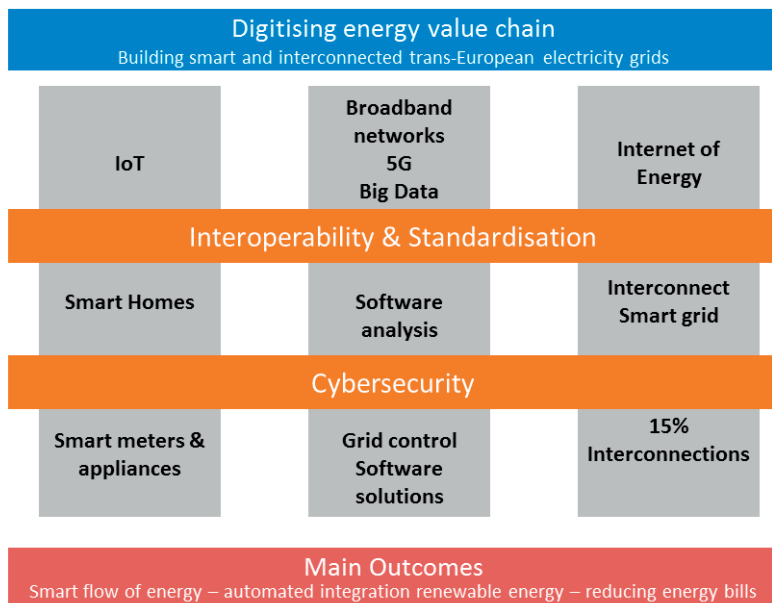 Digitising energy value chain
Building smart and interconnected trans-European electricity grids
IoT
Broadband
networks
5G
Big Data
Internet of
Energy
Interoperability & Standardisation
Smart Homes
Software
analysis
Interconnect
Smart grid
Cybersecurity
Smart meters &
appliances
Grid control
Software
solutions
15%
Interconnections
Main Outcomes
Smart flow of energy – automated integration renewable energy – reducing energy bills